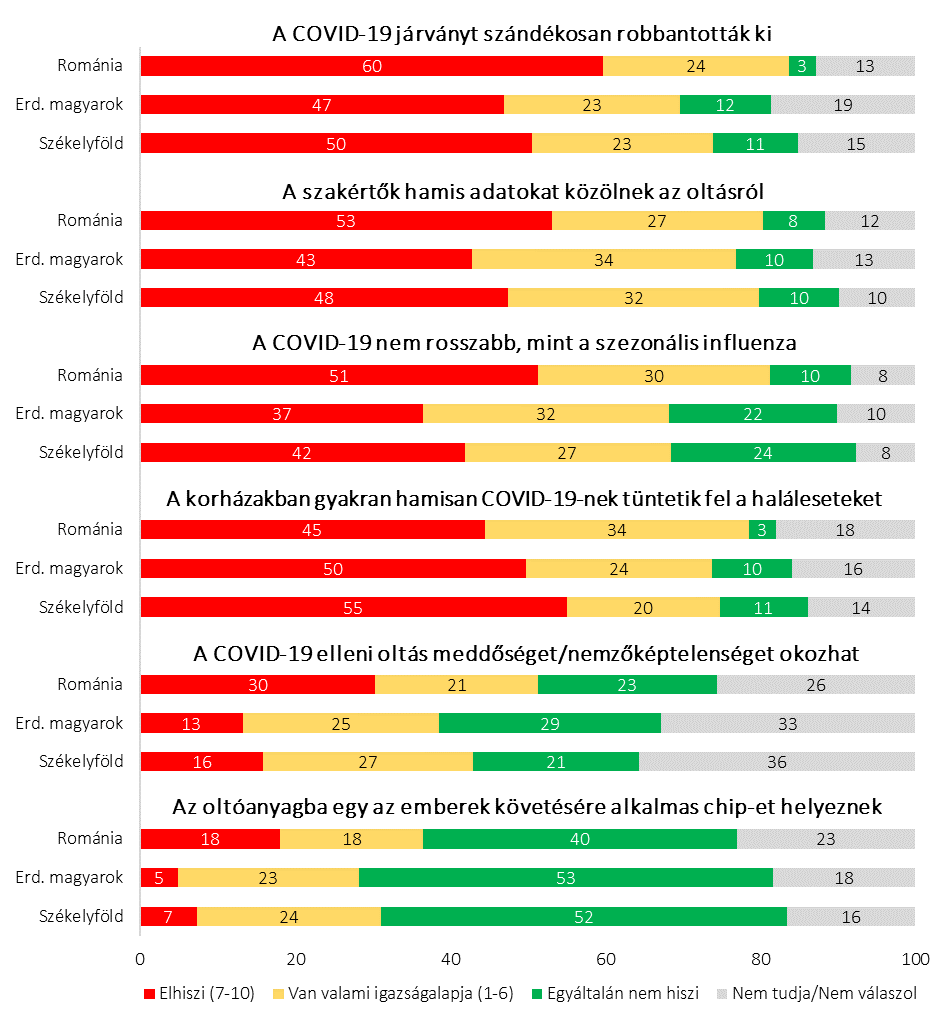 A COVID-19 járványt szándékosan robbantották ki
Románia 60 24 3 13
Erd. magyarok 47 23 12 19
Székelyföld 50 23 11 15
A szakértők hamis adatokat közölnek az oltásról
Románia 53 27 8 12
Erd. magyarok 43 34 10 13
Székelyföld 48 32 10 10
A COVID-19 nem rosszabb, mint a szezonális influenza
Románia 51 30 10 8
Erd. magyarok 37 32 22 10
Székelyföld 42 27 24 8
A korházakban gyakran hamisan COVID-19-nek tüntetik fel a haláleseteket
Románia 45 34 3 18
Erd. magyarok 50 24 10 16
Székelyföld 55 20 11 14
A COVID-19 elleni oltás meddőséget/nemzőképtelenséget okozhat
Románia 30 21 23 26
Erd. magyarok 13 25 29 33
Székelyföld 16 27 21 36
Az oltóanyagba egy az emberek követésére alkalmas chip-et helyeznek
Románia 18 18 40 23
Erd. magyarok 5 23 53 18
Székelyföld 7 24 52 16
0 20 40 60 80 100
Elhiszi (7-10) Van valami igazságalapja (1-6) Egyáltalán nem hiszi Nem tudja/Nem válaszol